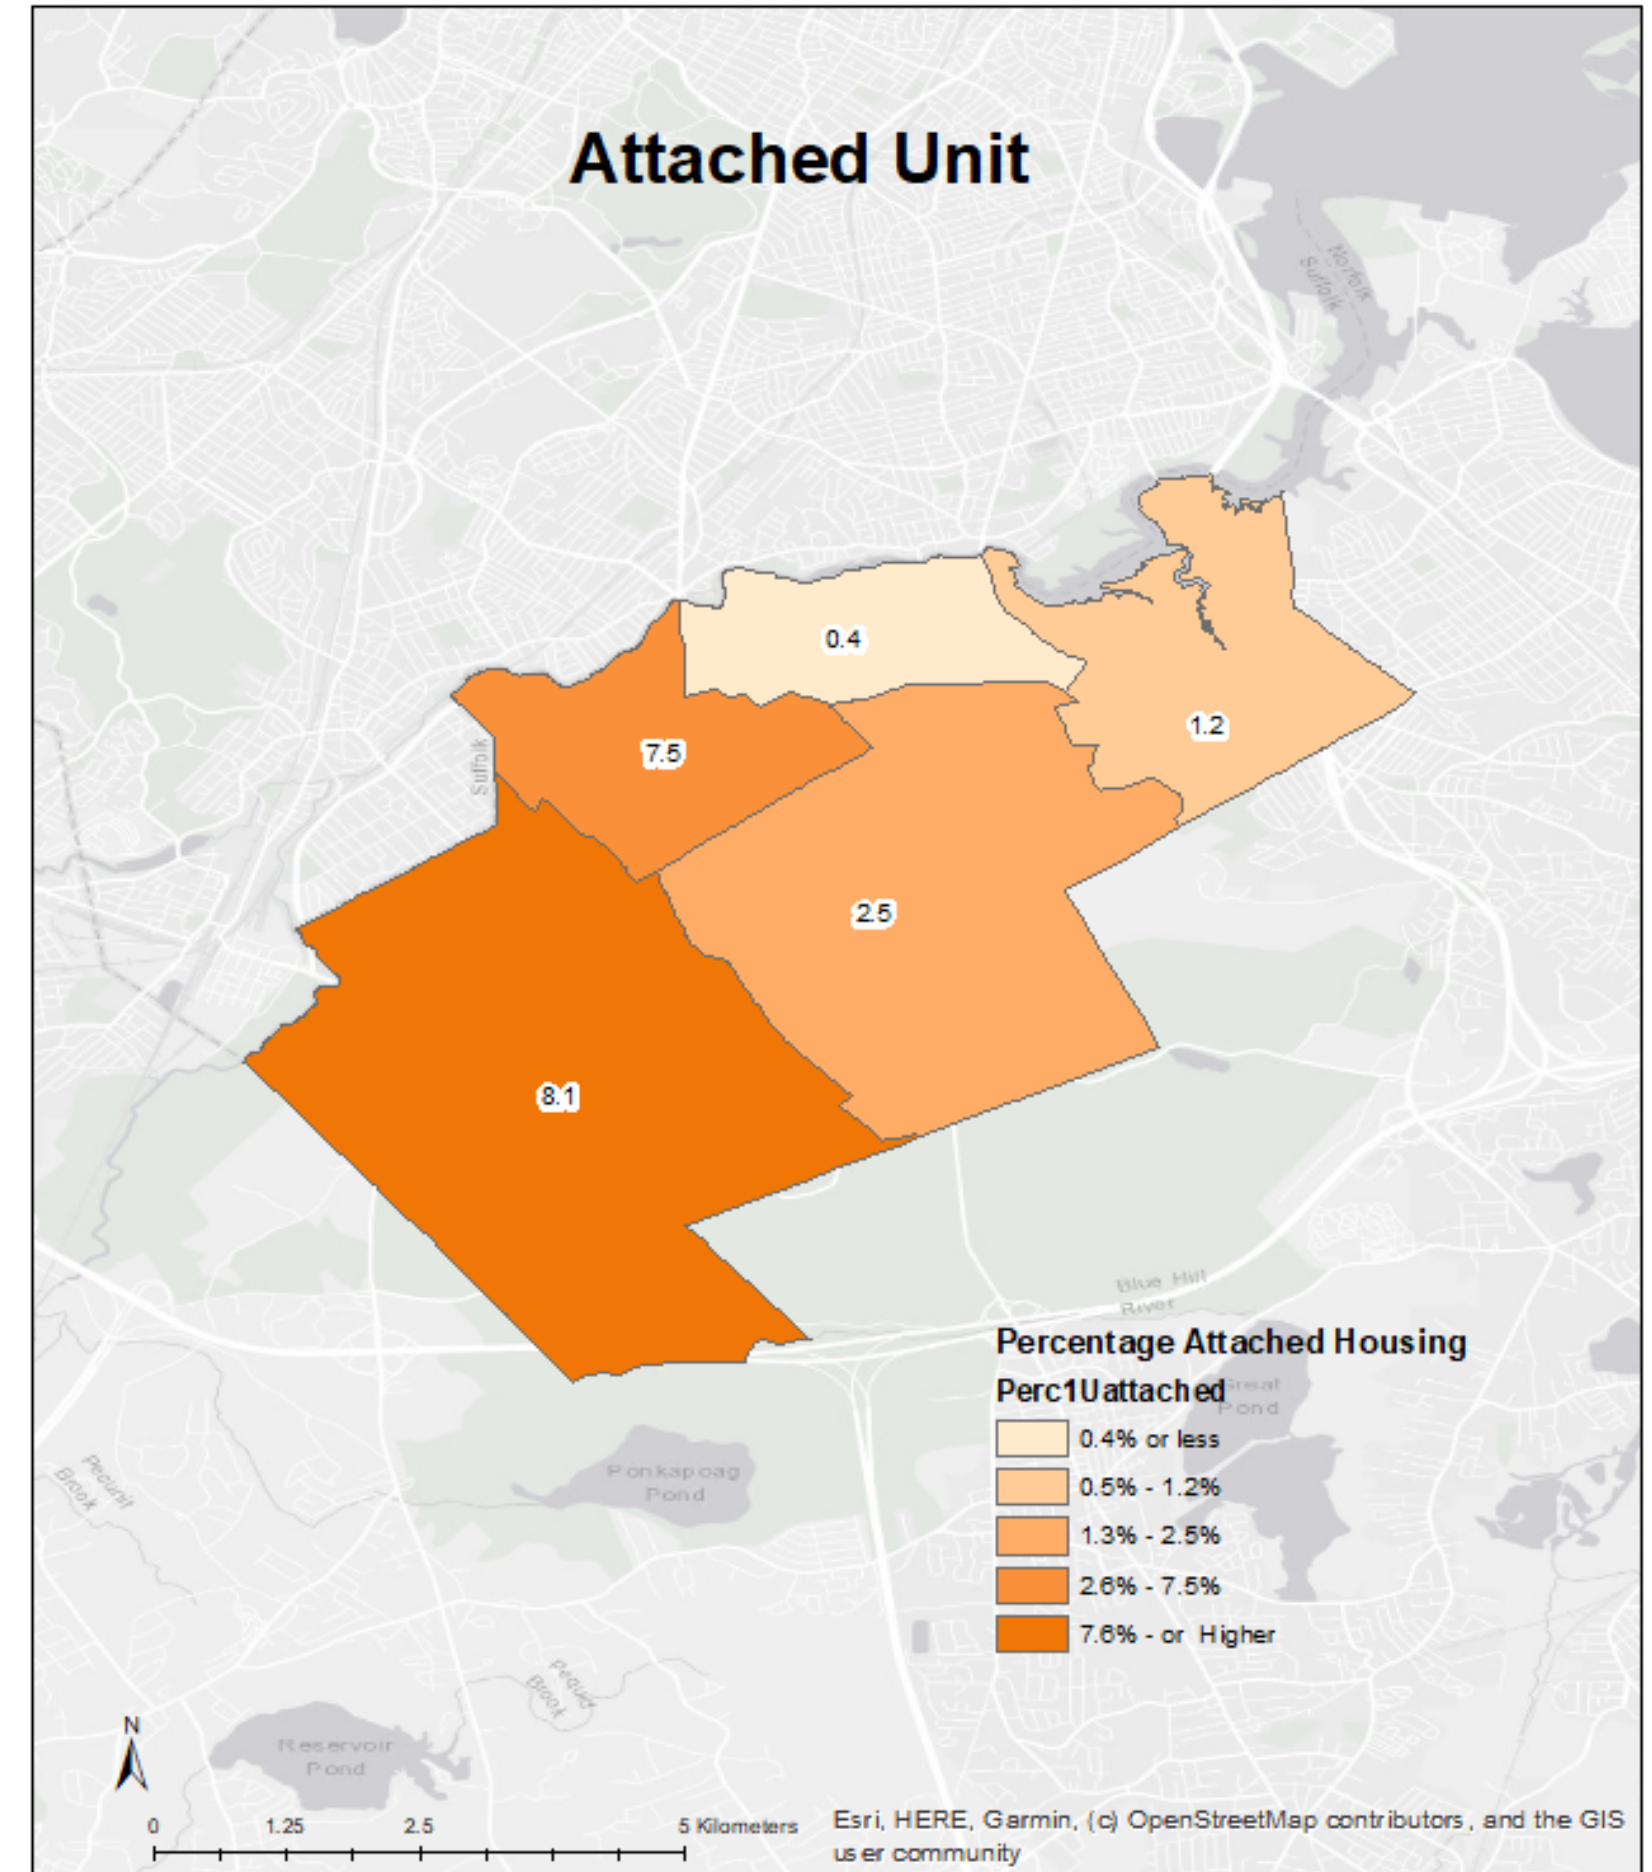 Attached Unit
Norfolk
Suffolk
0.4
1.2
7.5
Suffolk
2.5
8.1
Blue Hill
River
Percentage Attached Housing
Perc1Uattached
Great
Pond
0.4% or less
0.5% - 1.2%
1.3% - 2.5%
2.6% - 7.5%
7.6% - or Higher
Ponkapoag
Pond
Pecunit
Brook
Pequid
Brook
Reservoir
Pond
N
0 1.25 2.5 5 Kilometers
Esri, HERE, Garmin, (c) OpenStreetMap contributors, and the GIS
user community